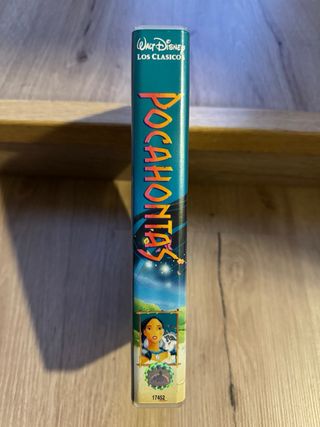 Walt Disney
LOS CLASICOS
POCAHONTAS
17452